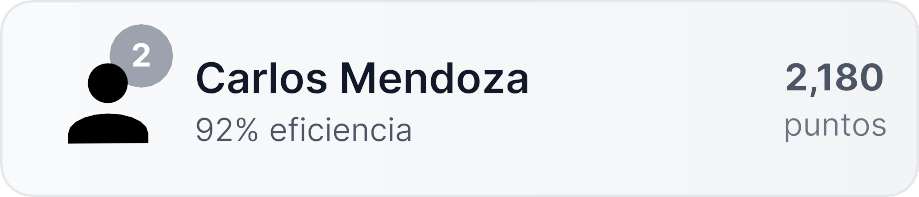 2
Carlos Mendoza
92% eficiencia
2,180
puntos